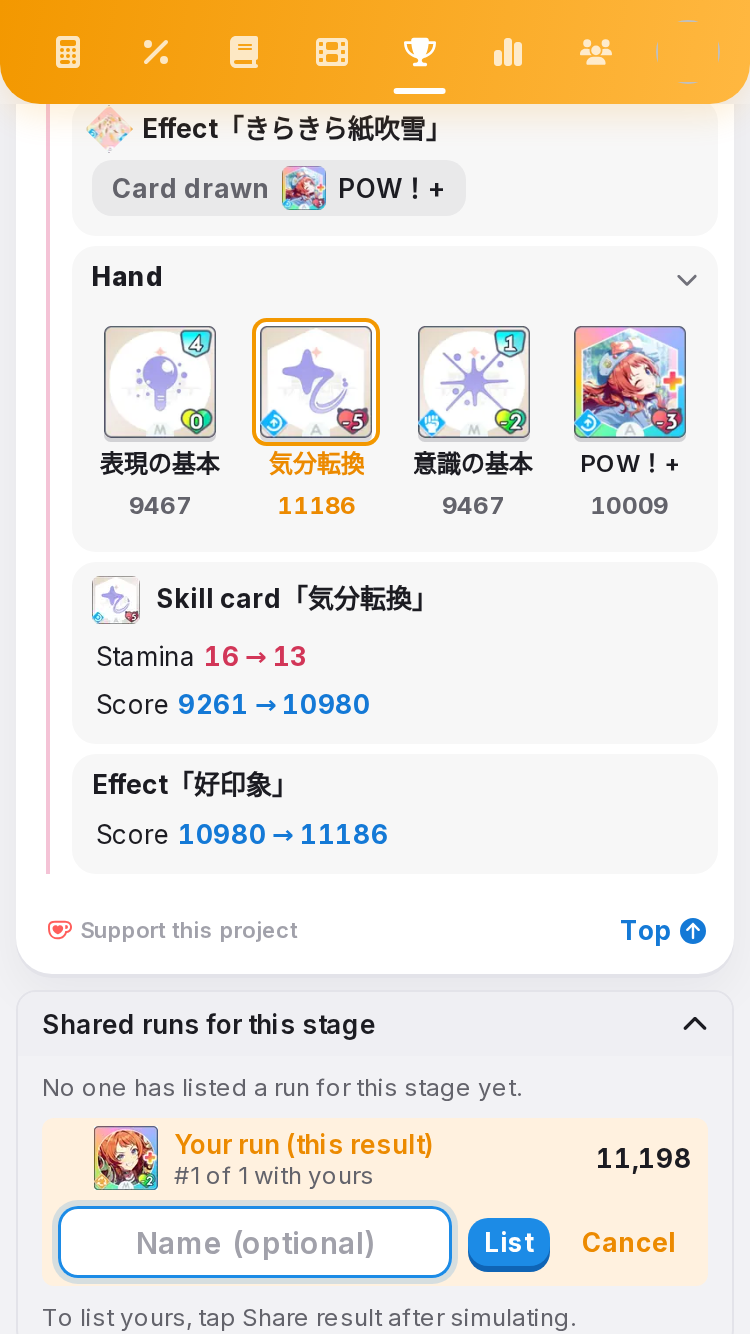 Effect「きらきら紙吹雪」
Card drawn POW！+
Hand
4
0
-5
1
-2
-3
M
A
M
A
表現の基本
気分転換
意識の基本
POW！+
9467
11186
9467
10009
Skill card「気分転換」
Stamina 16 → 13
Score 9261 → 10980
Effect「好印象」
Score 10980 → 11186
Support this project
Top
Shared runs for this stage
No one has listed a run for this stage yet.
Your run (this result)
#1 of 1 with yours
11,198
Name (optional)
List
Cancel
To list yours, tap Share result after simulating.